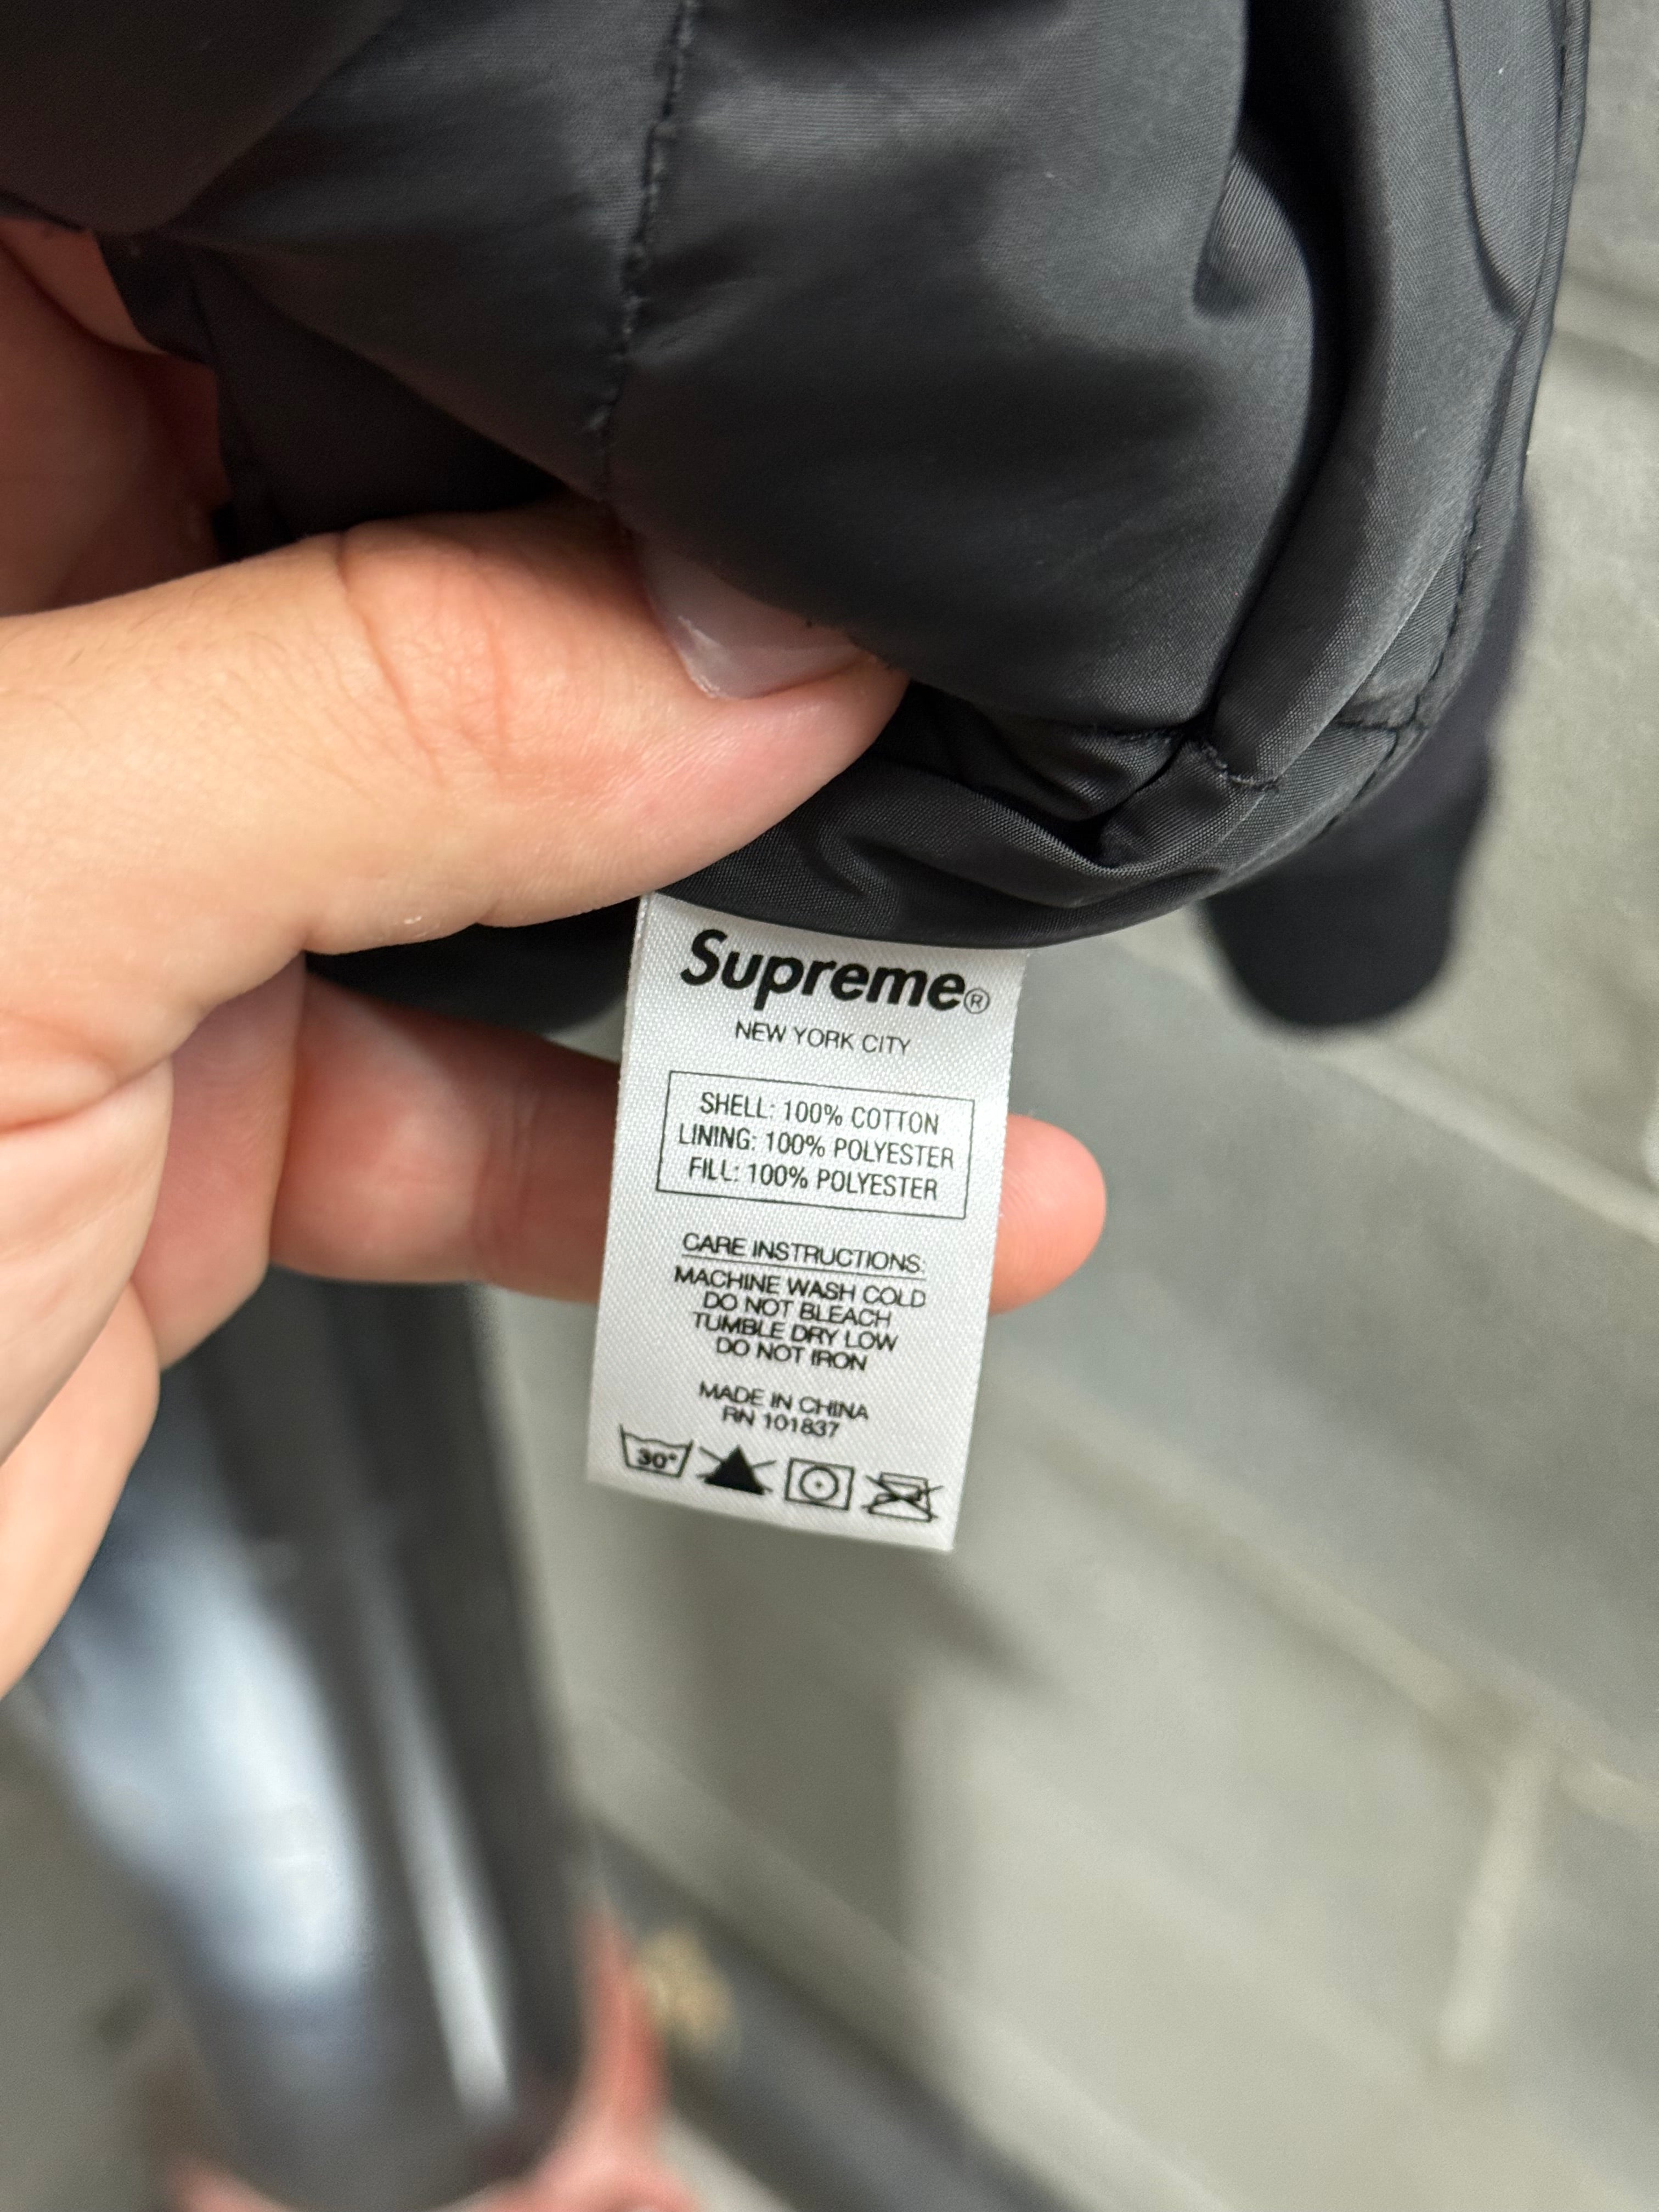 Supreme®
NEW YORK CITY
SHELL: 100% COTTON
LINING: 100% POLYESTER
FILL: 100% POLYESTER
CARE INSTRUCTIONS:
MACHINE WASH COLD
DO NOT BLEACH
TUMBLE DRY LOW
DO NOT IRON
MADE IN CHINA
RN 101837
30°